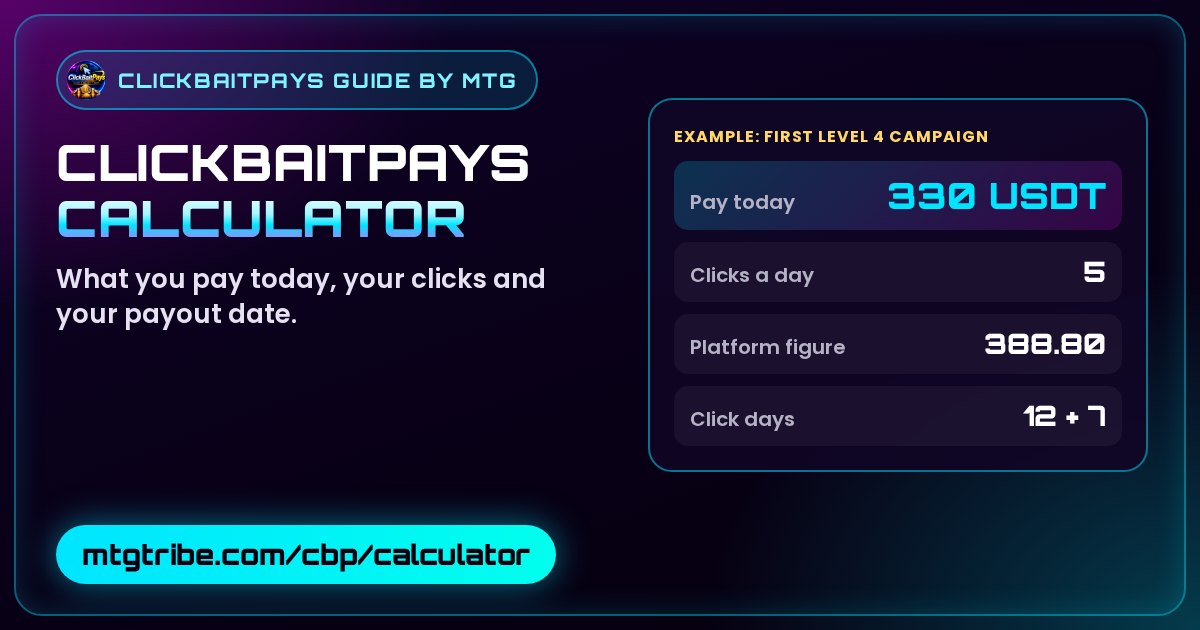 ClickBaitPays
CLICKBAITPAYS GUIDE BY MTG
CLICKBAITPAYS
CALCULATOR
What you pay today, your clicks and
your payout date.
EXAMPLE: FIRST LEVEL 4 CAMPAIGN
Pay today 330 USDT
Clicks a day 5
Platform figure 388.80
Click days 12 + 7
mtgtribe.com/cbp/calculator